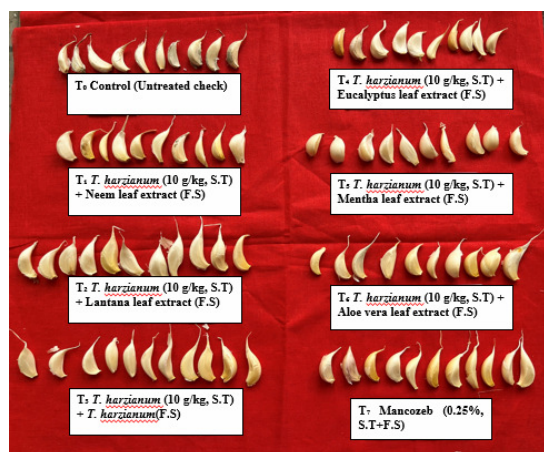 T₀ Control (Untreated check)
T₁ T. harzianum (10 g/kg, S.T)
+ Neem leaf extract (F.S)
T₂ T. harzianum (10 g/kg, S.T)
+ Lantana leaf extract (F.S)
T₃ T. harzianum (10 g/kg, S.T)
+ T. harzianum(F.S)
T₄ T. harzianum (10 g/kg, S.T) +
Eucalyptus leaf extract (F.S)
T₅ T. harzianum (10 g/kg, S.T) +
Mentha leaf extract (F.S)
T₆ T. harzianum (10 g/kg, S.T) +
Aloe vera leaf extract (F.S)
T₇ Mancozeb (0.25%,
S.T+F.S)